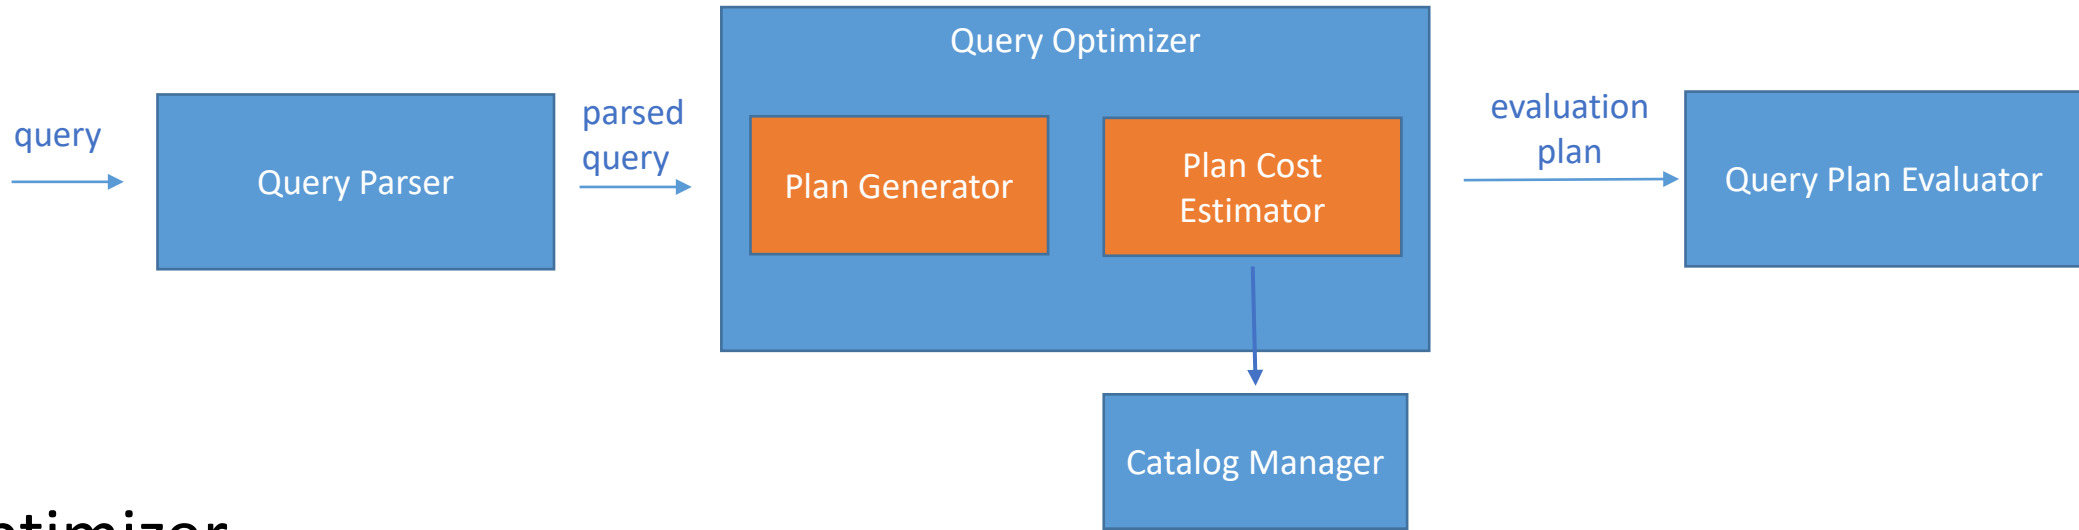 Query Optimizer
query
Query Parser
parsed
query
Plan Generator
Plan Cost
Estimator
evaluation
plan
Query Plan Evaluator
Catalog Manager